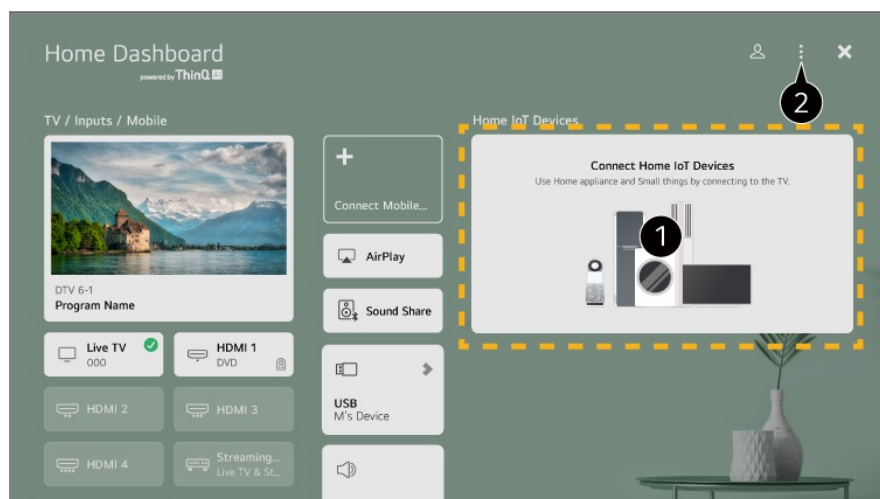 Home Dashboard
powered by ThinQ AI
2
TV / Inputs / Mobile
DTV 6-1
Program Name
Live TV
000
HDMI 1
DVD
HDMI 2
HDMI 3
HDMI 4
Streaming...
Live TV & St...
Connect Mobile...
AirPlay
Sound Share
USB
M's Device
Home IoT Devices
Connect Home IoT Devices
Use Home appliance and Small things by connecting to the TV.
1